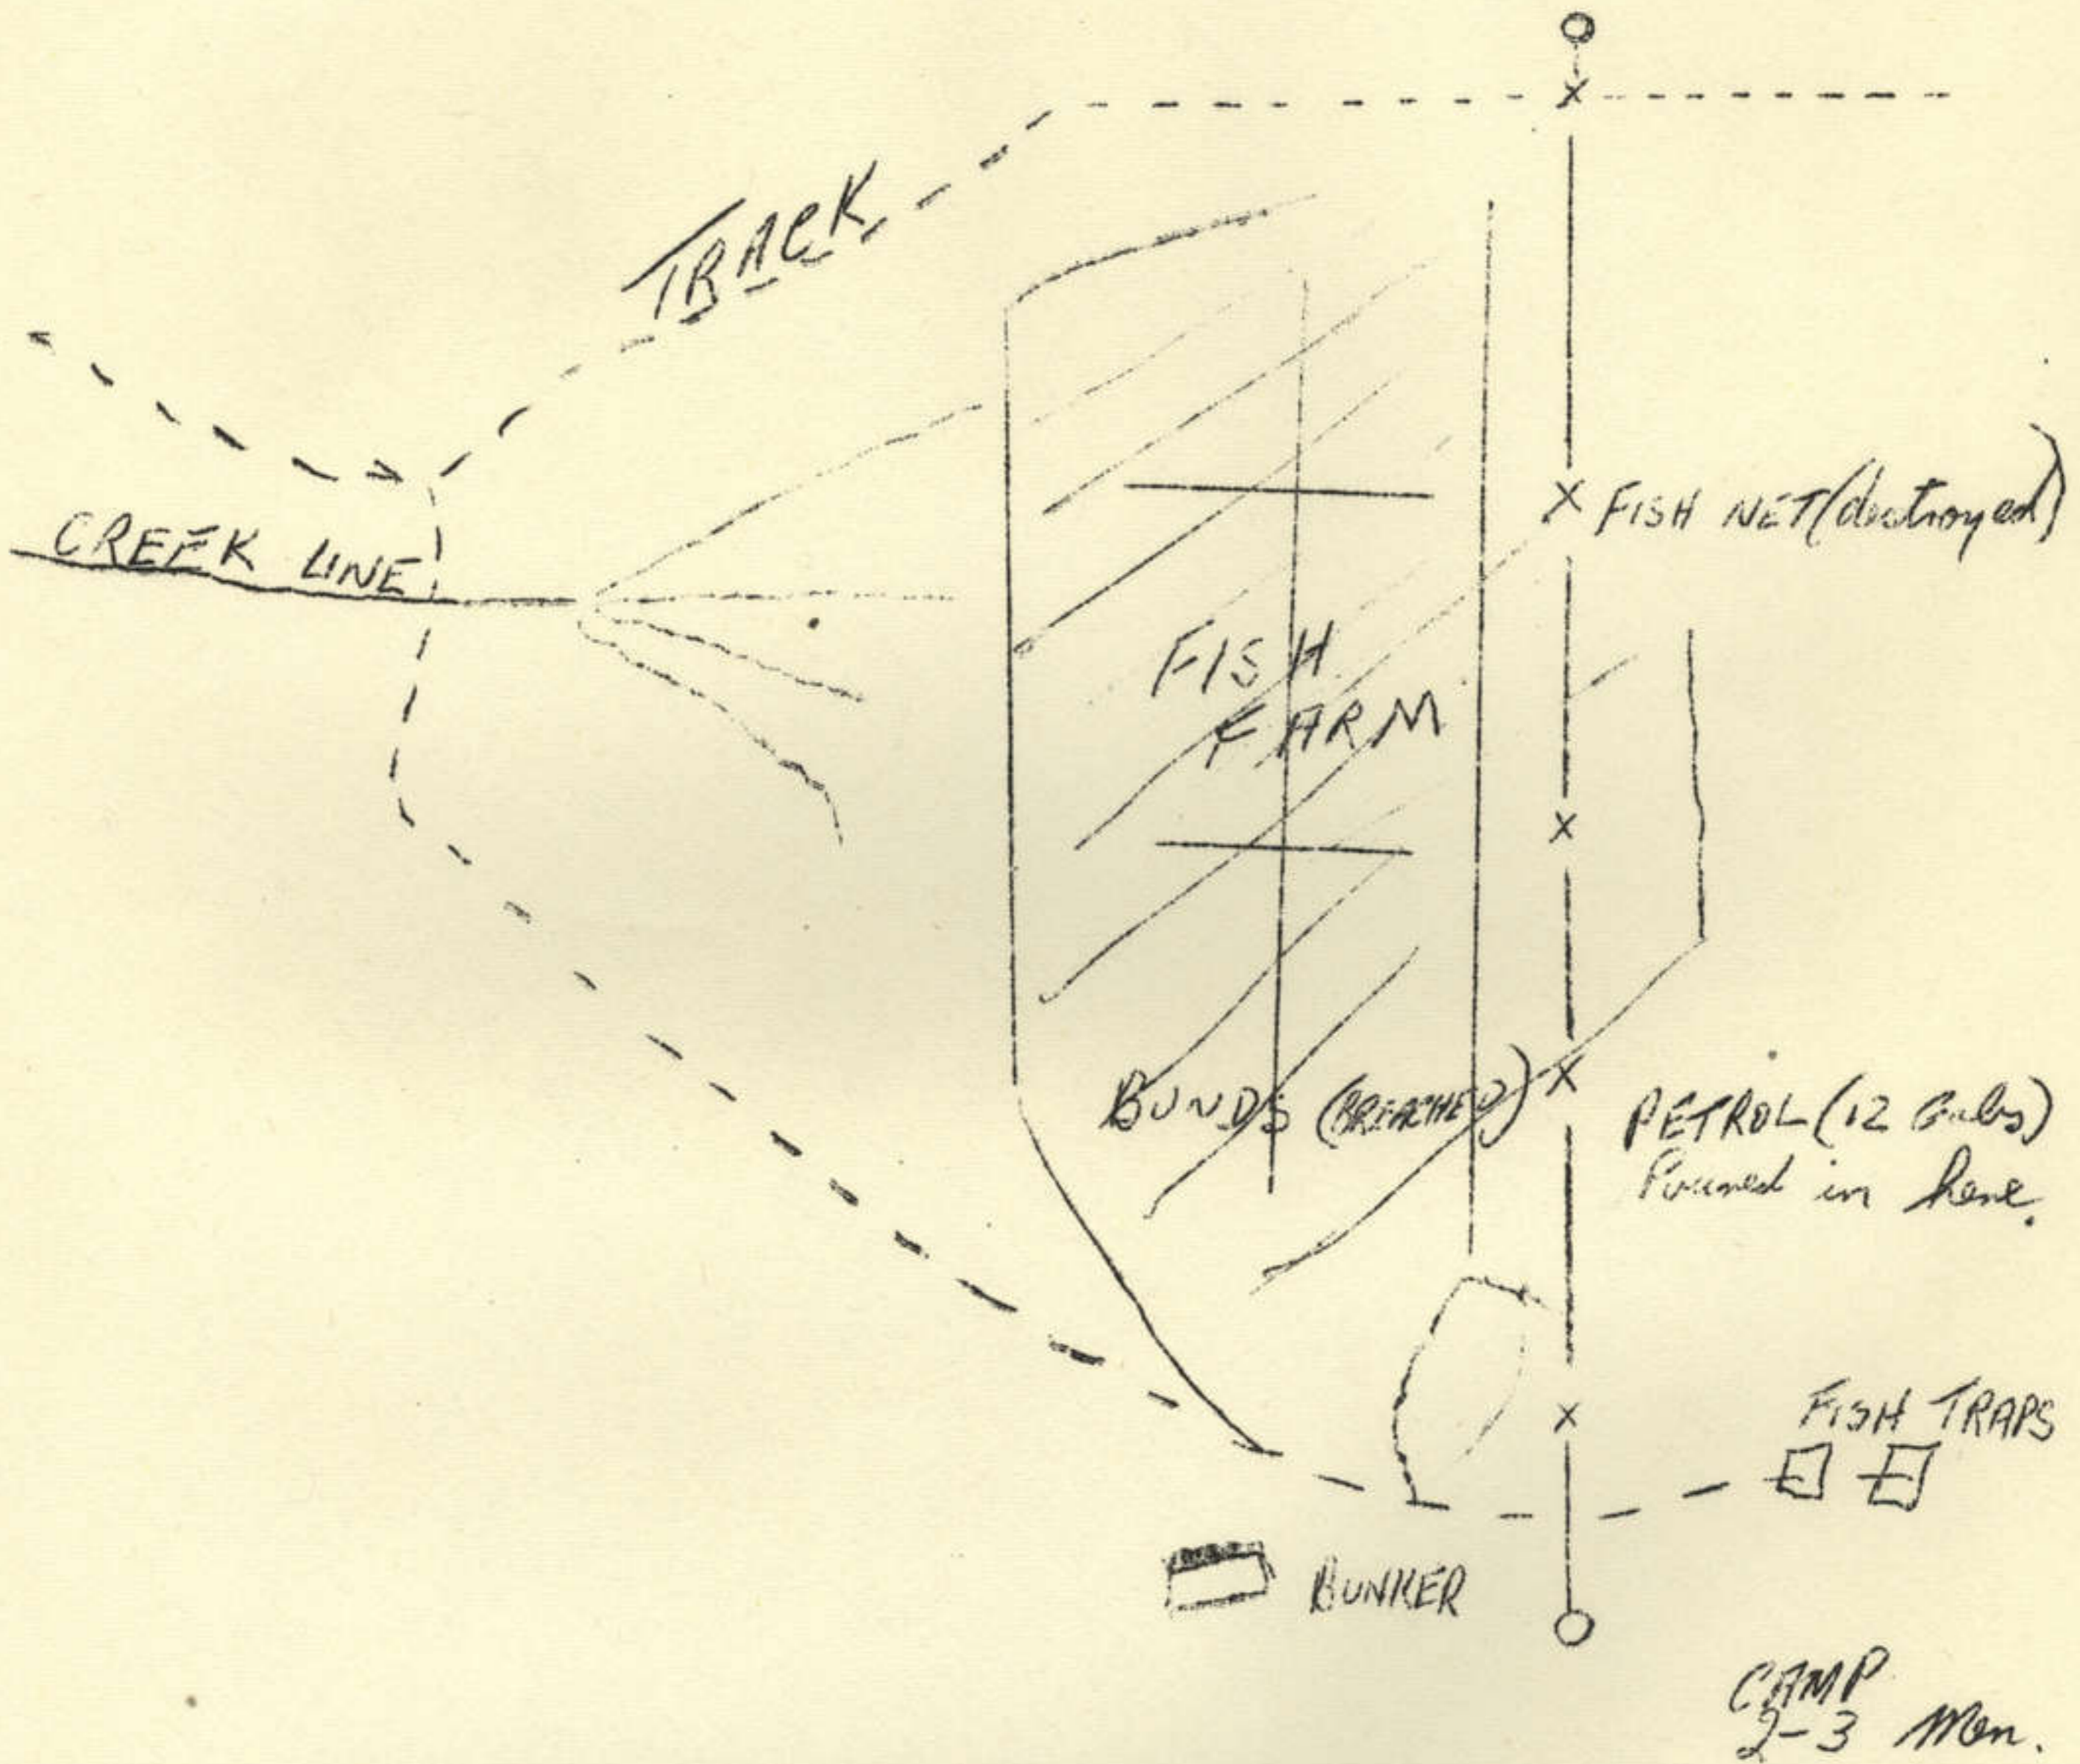 TRACK
CREEK LINE
FISH NET (destroyed)
FISH
FARM
BUNDS (BREACHED)
PETROL (12 Gals)
Poured in here.
FISH TRAPS
BUNKER
CAMP
2-3 Men.